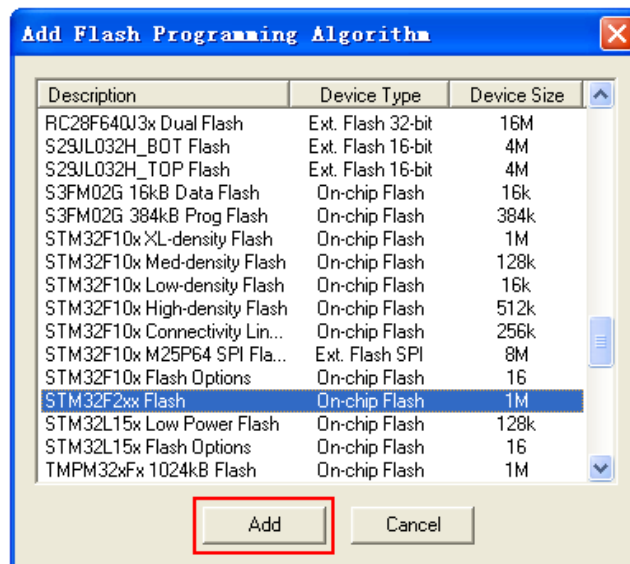 Add Flash Programming Algorithm
Description Device Type Device Size
RC28F640J3x Dual Flash Ext. Flash 32-bit 16M
S29JL032H_BOT Flash Ext. Flash 16-bit 4M
S29JL032H_TOP Flash Ext. Flash 16-bit 4M
S3FM02G 16kB Data Flash On-chip Flash 16k
S3FM02G 384kB Prog Flash On-chip Flash 384k
STM32F10x XL-density Flash On-chip Flash 1M
STM32F10x Med-density Flash On-chip Flash 128k
STM32F10x Low-density Flash On-chip Flash 16k
STM32F10x High-density Flash On-chip Flash 512k
STM32F10x Connectivity Lin... On-chip Flash 256k
STM32F10x M25P64 SPI Fla... Ext. Flash SPI 8M
STM32F10x Flash Options On-chip Flash 16
STM32F2xx Flash On-chip Flash 1M
STM32L15x Low Power Flash On-chip Flash 128k
STM32L15x Flash Options On-chip Flash 16
TMPM32xFx 1024kB Flash On-chip Flash 1M
Add Cancel